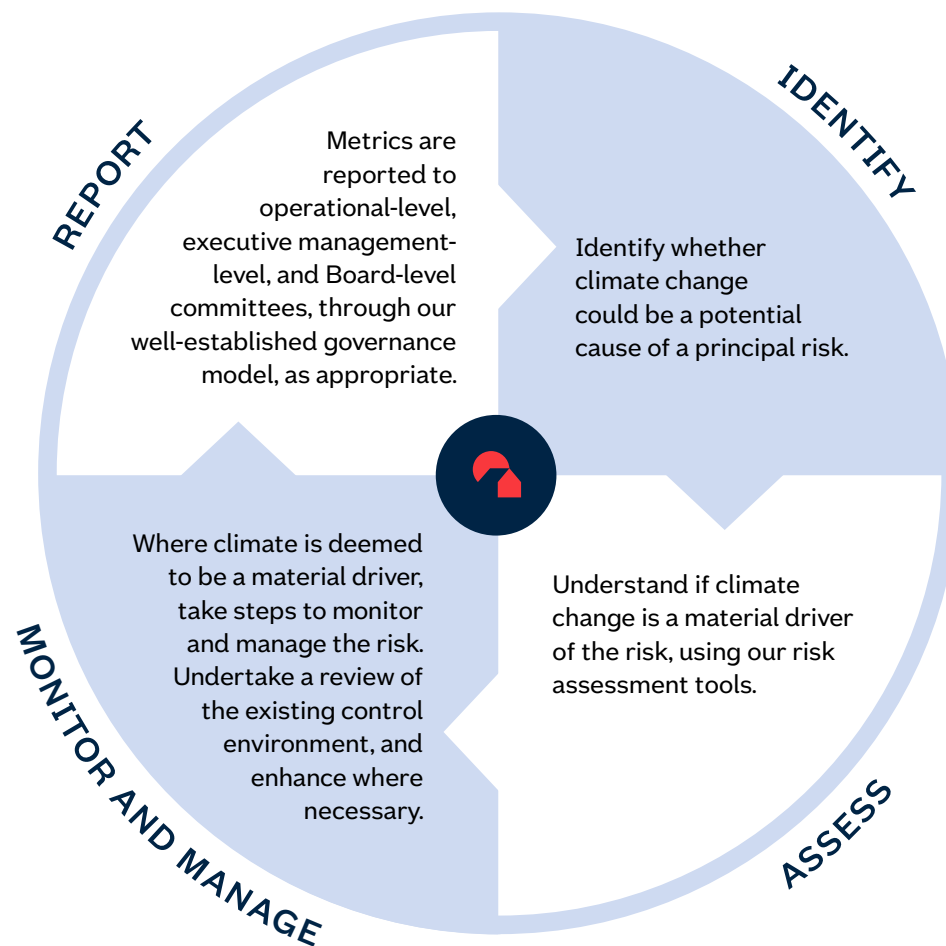 REPORT
Metrics are
reported to
operational-level,
executive management-
level, and Board-level
committees, through our
well-established governance
model, as appropriate.
IDENTIFY
Identify whether
climate change
could be a potential
cause of a principal risk.
ASSESS
Understand if climate
change is a material driver
of the risk, using our risk
assessment tools.
MONITOR AND MANAGE
Where climate is deemed
to be a material driver,
take steps to monitor
and manage the risk.
Undertake a review of
the existing control
environment, and
enhance where
necessary.